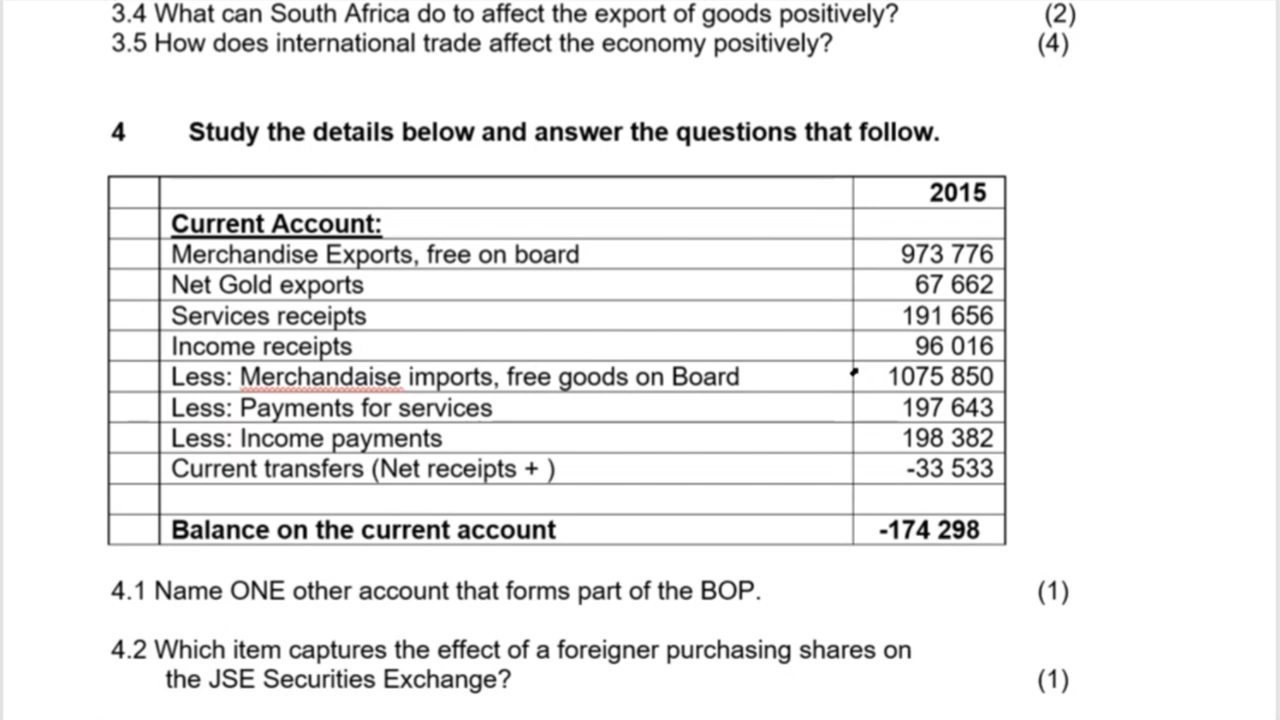 3.4 What can South Africa do to affect the export of goods positively? (2)
3.5 How does international trade affect the economy positively? (4)
4 Study the details below and answer the questions that follow.
2015
Current Account:
Merchandise Exports, free on board 973 776
Net Gold exports 67 662
Services receipts 191 656
Income receipts 96 016
Less: Merchandaise imports, free goods on Board 1075 850
Less: Payments for services 197 643
Less: Income payments 198 382
Current transfers (Net receipts + ) -33 533
Balance on the current account -174 298
4.1 Name ONE other account that forms part of the BOP. (1)
4.2 Which item captures the effect of a foreigner purchasing shares on
the JSE Securities Exchange? (1)